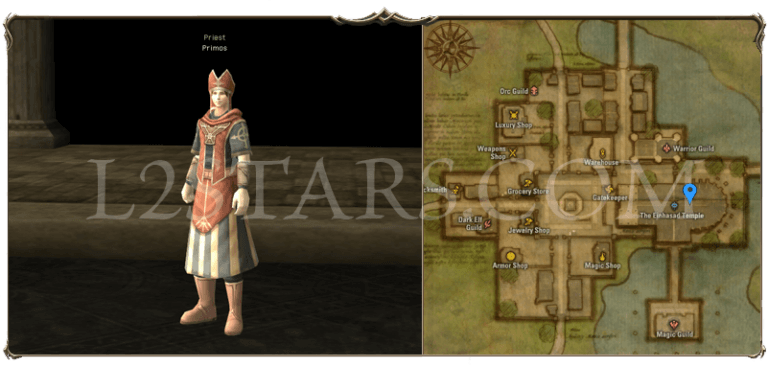 Priest
Primos
L2STARS.COM
Orc Guild
Luxury Shop
Weapons
Shop
Warehouse
Warrior Guild
cksmith
Grocery Store
Gatekeeper
The Einhasad Temple
Dark Elf
Guild
Jewelry Shop
Armor Shop
Magic Shop
Magic Guild